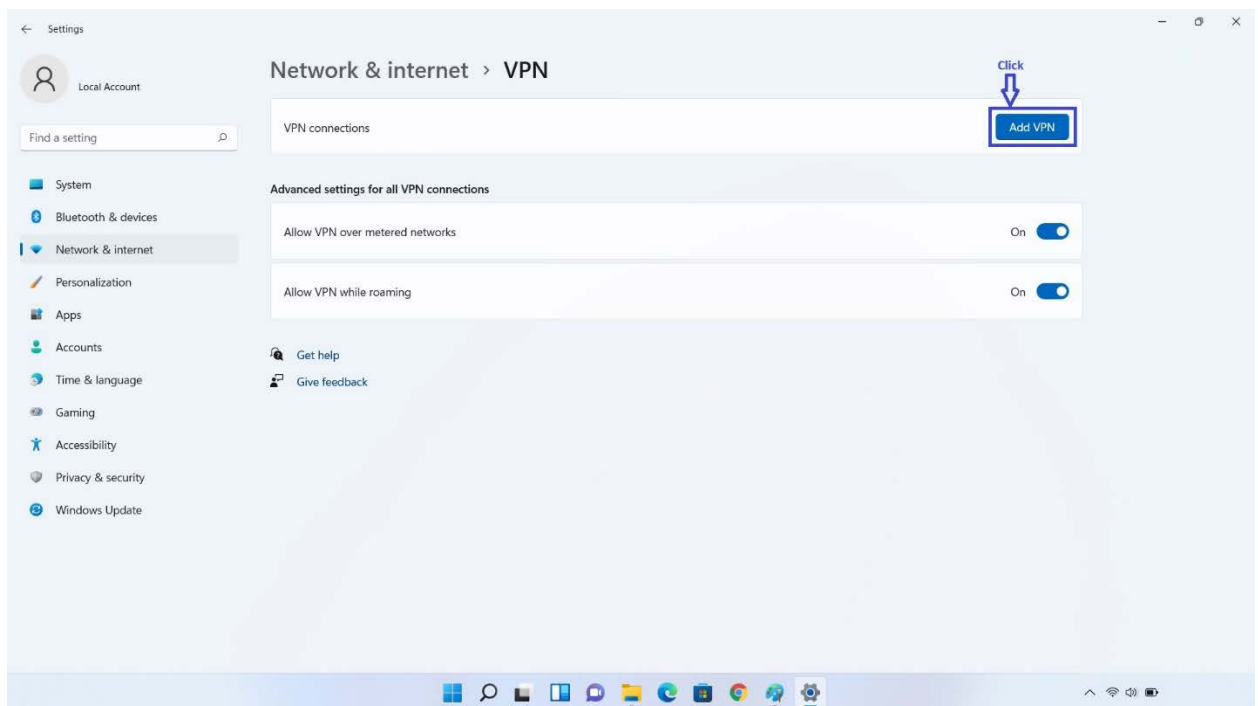 Settings
Local Account
Find a setting
System
Bluetooth & devices
Network & internet
Personalization
Apps
Accounts
Time & language
Gaming
Accessibility
Privacy & security
Windows Update
Network & internet > VPN
Click
VPN connections
Add VPN
Advanced settings for all VPN connections
Allow VPN over metered networks
On
Allow VPN while roaming
On
Get help
Give feedback